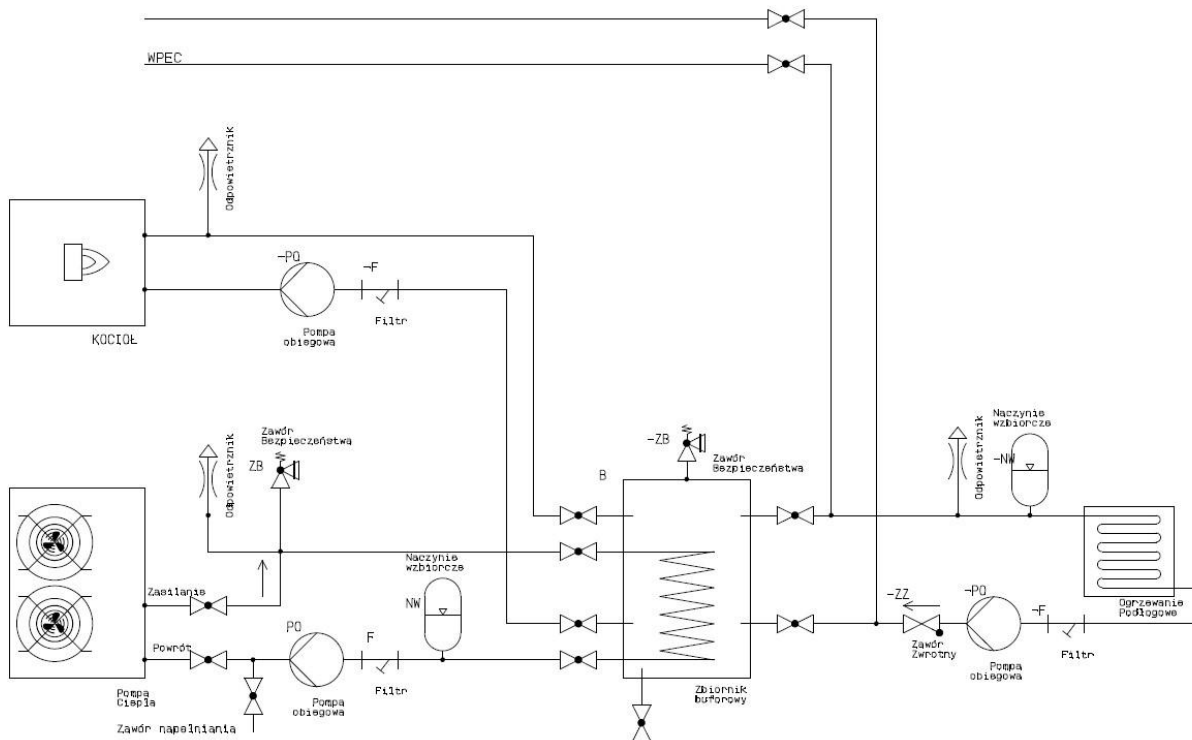 WPEC
Odpowietrznik
-PO
-F
Filtr
Pompa
obiegowa
KOCIOŁ
Odpowietrznik
Zawór
Bezpieczeństwa
ZB
-ZB
Zawór
Bezpieczeństwa
B
Naczynie
wzbiorcze
-NW
Odpowietrznik
Zasilanie
Naczynie
wzbiorcze
NW
Powrót
PO
F
Filtr
Pompa
obiegowa
Pompa
Ciepła
Zawór napełniania
Zbiornik
buforowy
-ZZ
Zawór
Zwrotny
-PO
Pompa
obiegowa
-F
Filtr
Ogrzewanie
Podłogowe